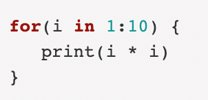 for(i in 1:10) {
   print(i * i)
}